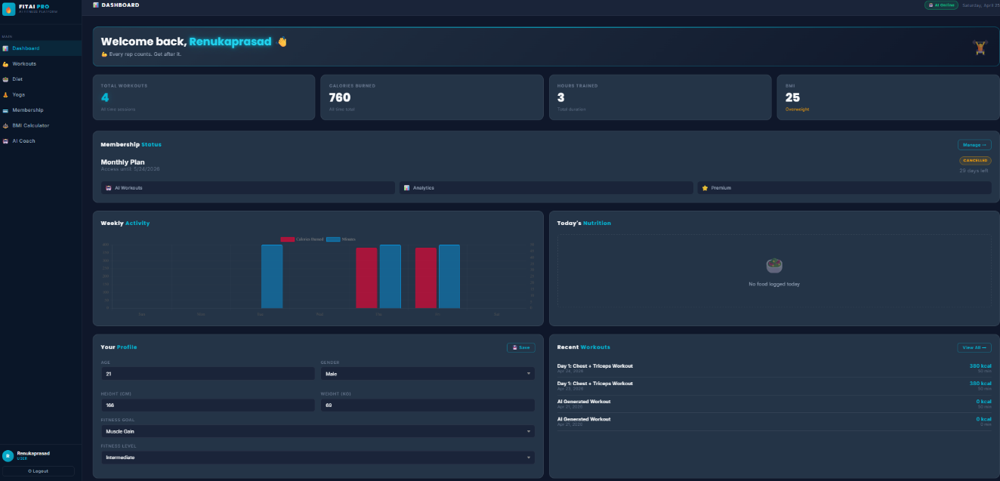 FITAI PRO
AI FITNESS PLATFORM
MAIN
Dashboard
Workouts
Diet
Yoga
Membership
BMI Calculator
AI Coach
Renukaprasad
USER
Logout
DASHBOARD
AI Online
Saturday, April 25
Welcome back, Renukaprasad
Every rep counts. Get after it.
TOTAL WORKOUTS
4
All time sessions
CALORIES BURNED
760
All time total
HOURS TRAINED
3
Total duration
BMI
25
Overweight
Membership Status
Manage →
Monthly Plan
Access until: 5/24/2026
CANCELLED
29 days left
AI Workouts
Analytics
Premium
Weekly Activity
Calories Burned
Minutes
Today's Nutrition
No food logged today
Your Profile
Save
AGE
21
GENDER
Male
HEIGHT (CM)
166
WEIGHT (KG)
69
FITNESS GOAL
Muscle Gain
FITNESS LEVEL
Intermediate
Recent Workouts
View All →
Day 1: Chest + Triceps Workout
380 kcal
Apr 24, 2026
50 min
Day 1: Chest + Triceps Workout
380 kcal
Apr 23, 2026
50 min
AI Generated Workout
0 kcal
Apr 21, 2026
50 min
AI Generated Workout
0 kcal
Apr 21, 2026
0 min